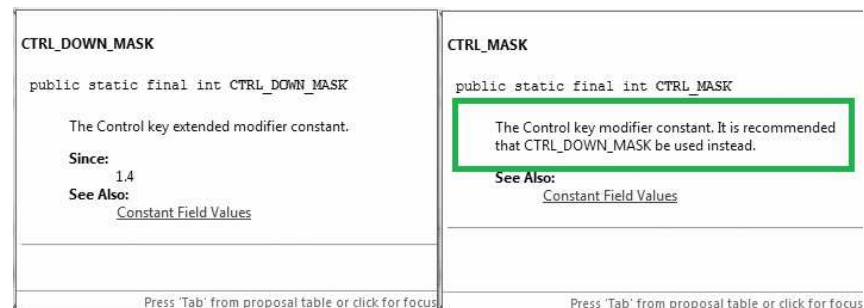 CTRL_DOWN_MASK
public static final int CTRL_DOWN_MASK
The Control key extended modifier constant.
Since:
1.4
See Also:
Constant Field Values
Press 'Tab' from proposal table or click for focus
CTRL_MASK
public static final int CTRL_MASK
The Control key modifier constant. It is recommended
that CTRL_DOWN_MASK be used instead.
See Also:
Constant Field Values
Press 'Tab' from proposal table or click for focus